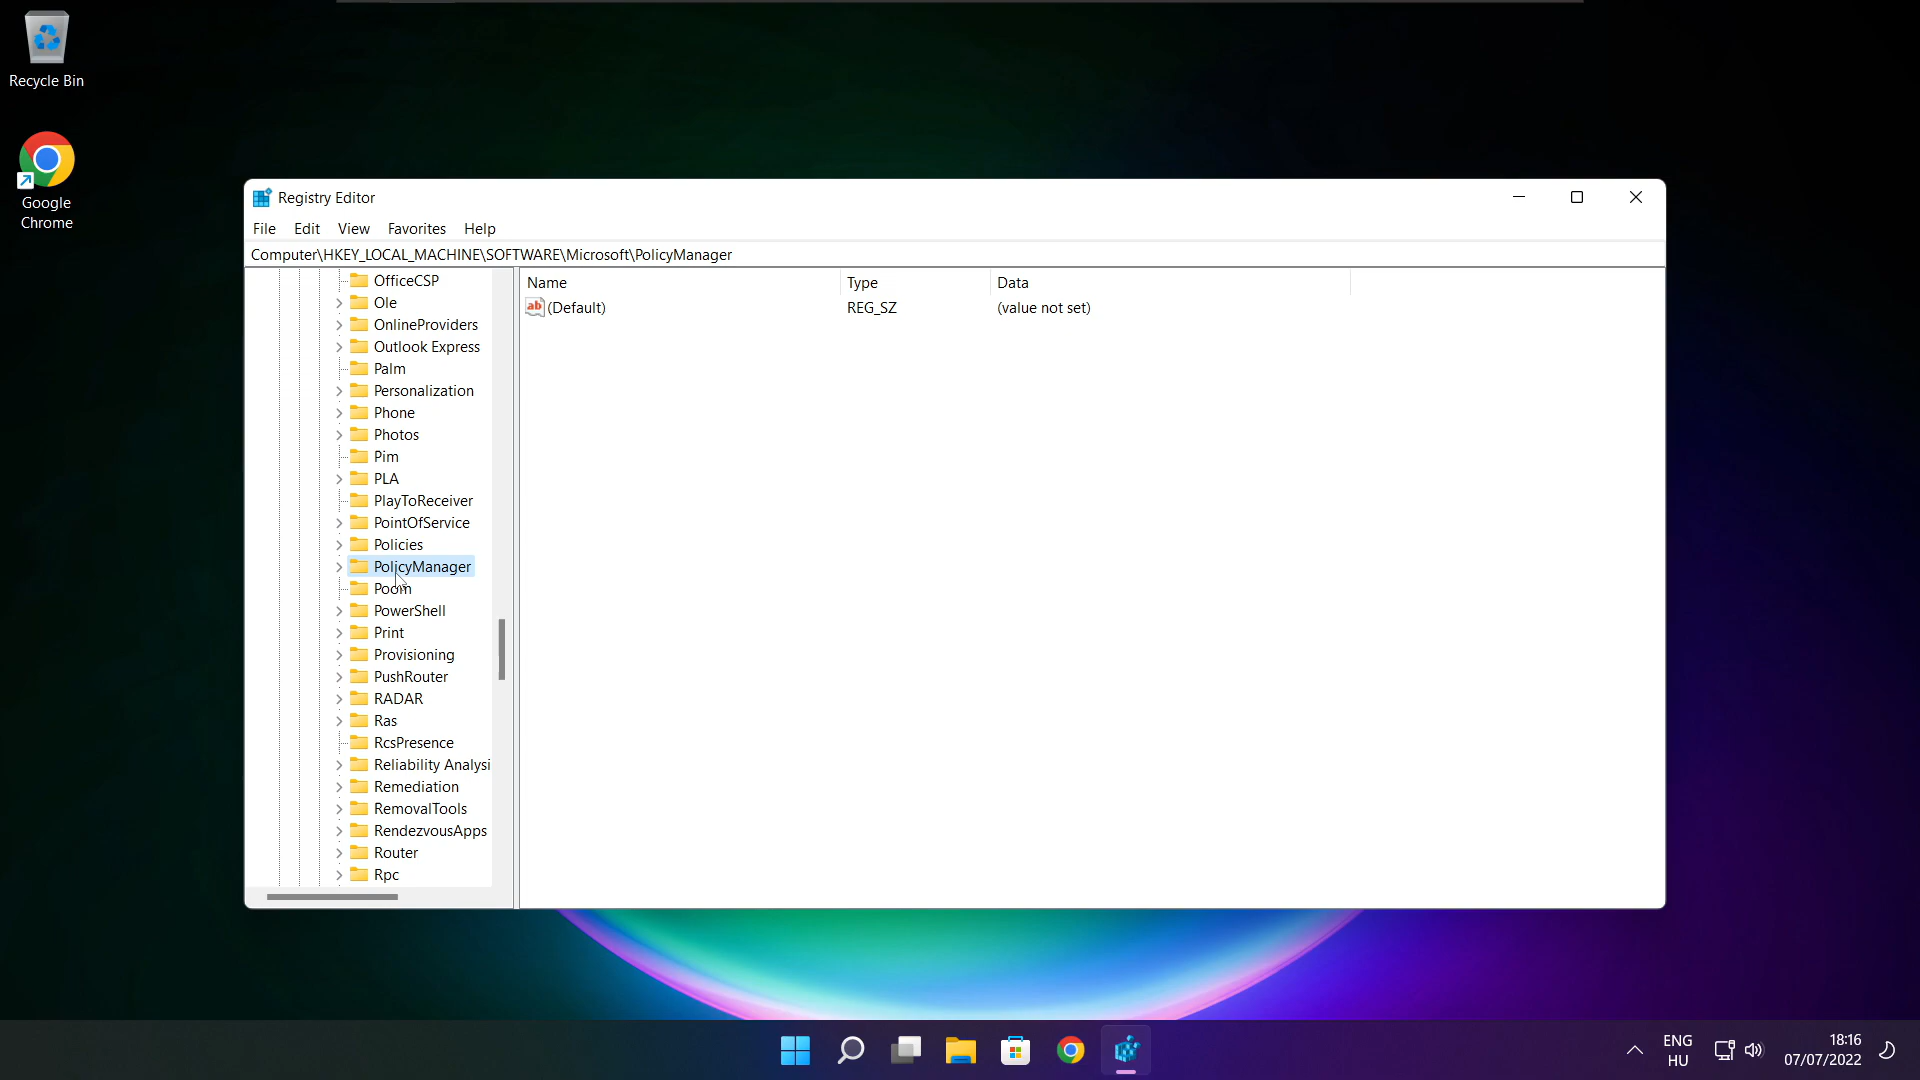 Recycle Bin
Google
Chrome
Registry Editor
File Edit View Favorites Help
Computer\HKEY_LOCAL_MACHINE\SOFTWARE\Microsoft\PolicyManager
OfficeCSP
Ole
OnlineProviders
Outlook Express
Palm
Personalization
Phone
Photos
Pim
PLA
PlayToReceiver
PointOfService
Policies
PolicyManager
Poom
PowerShell
Print
Provisioning
PushRouter
RADAR
Ras
RcsPresence
Reliability Analysi
Remediation
RemovalTools
RendezvousApps
Router
Rpc
Name Type Data
ab (Default) REG_SZ (value not set)
ENG
HU
18:16
07/07/2022